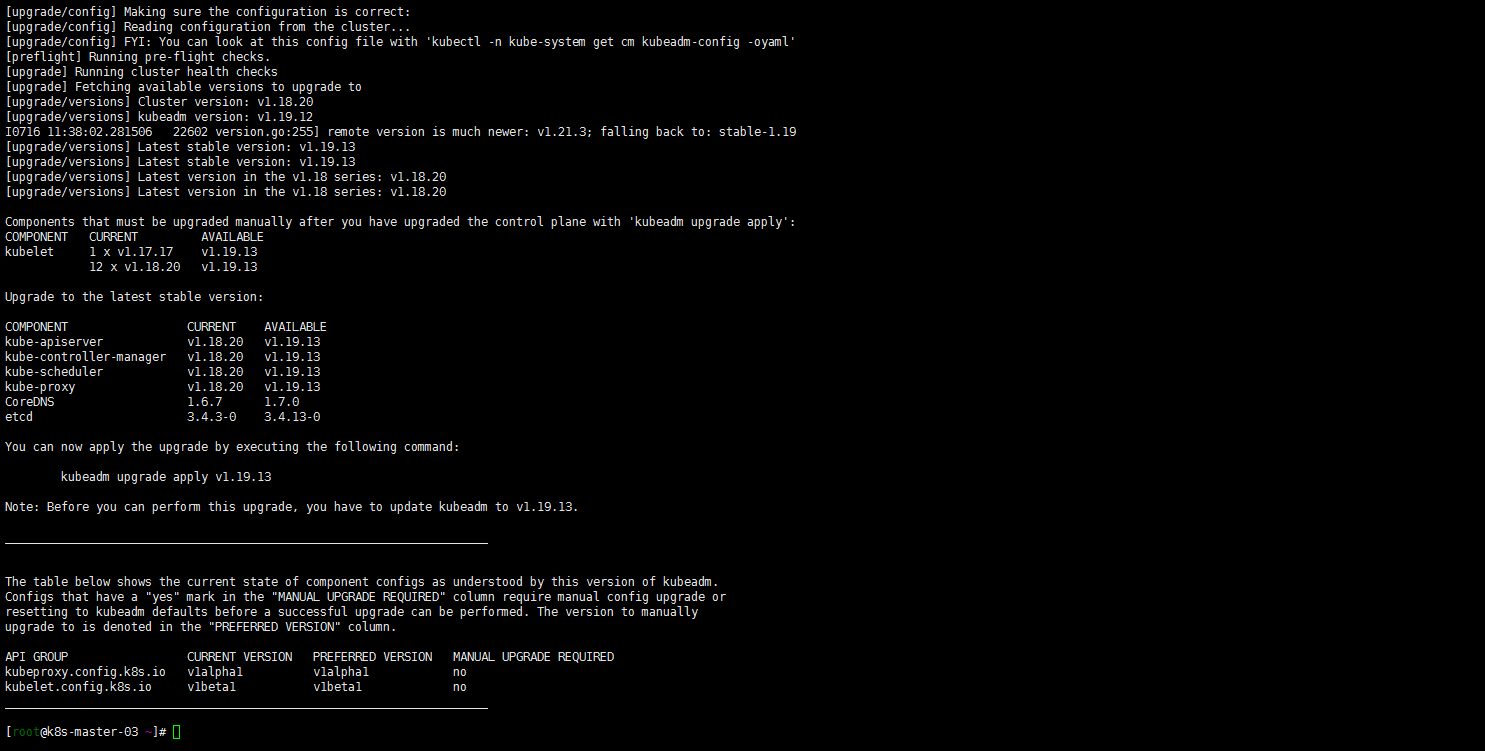 [upgrade/config] Making sure the configuration is correct:
[upgrade/config] Reading configuration from the cluster...
[upgrade/config] FYI: You can look at this config file with 'kubectl -n kube-system get cm kubeadm-config -oyaml'
[preflight] Running pre-flight checks.
[upgrade] Running cluster health checks
[upgrade] Fetching available versions to upgrade to
[upgrade/versions] Cluster version: v1.18.20
[upgrade/versions] kubeadm version: v1.19.12
I0716 11:38:02.281506   22602 version.go:255] remote version is much newer: v1.21.3; falling back to: stable-1.19
[upgrade/versions] Latest stable version: v1.19.13
[upgrade/versions] Latest stable version: v1.19.13
[upgrade/versions] Latest version in the v1.18 series: v1.18.20
[upgrade/versions] Latest version in the v1.18 series: v1.18.20
Components that must be upgraded manually after you have upgraded the control plane with 'kubeadm upgrade apply':
COMPONENT   CURRENT         AVAILABLE
kubelet     1 x v1.17.17    v1.19.13
            12 x v1.18.20   v1.19.13
Upgrade to the latest stable version:
COMPONENT                 CURRENT    AVAILABLE
kube-apiserver            v1.18.20   v1.19.13
kube-controller-manager   v1.18.20   v1.19.13
kube-scheduler            v1.18.20   v1.19.13
kube-proxy                v1.18.20   v1.19.13
CoreDNS                   1.6.7      1.7.0
etcd                      3.4.3-0    3.4.13-0
You can now apply the upgrade by executing the following command:
        kubeadm upgrade apply v1.19.13
Note: Before you can perform this upgrade, you have to update kubeadm to v1.19.13.
The table below shows the current state of component configs as understood by this version of kubeadm.
Configs that have a "yes" mark in the "MANUAL UPGRADE REQUIRED" column require manual config upgrade or
resetting to kubeadm defaults before a successful upgrade can be performed. The version to manually
upgrade to is denoted in the "PREFERRED VERSION" column.
API GROUP                 CURRENT VERSION   PREFERRED VERSION   MANUAL UPGRADE REQUIRED
kubeproxy.config.k8s.io   v1alpha1          v1alpha1            no
kubelet.config.k8s.io     v1beta1           v1beta1             no
[root@k8s-master-03 ~]#